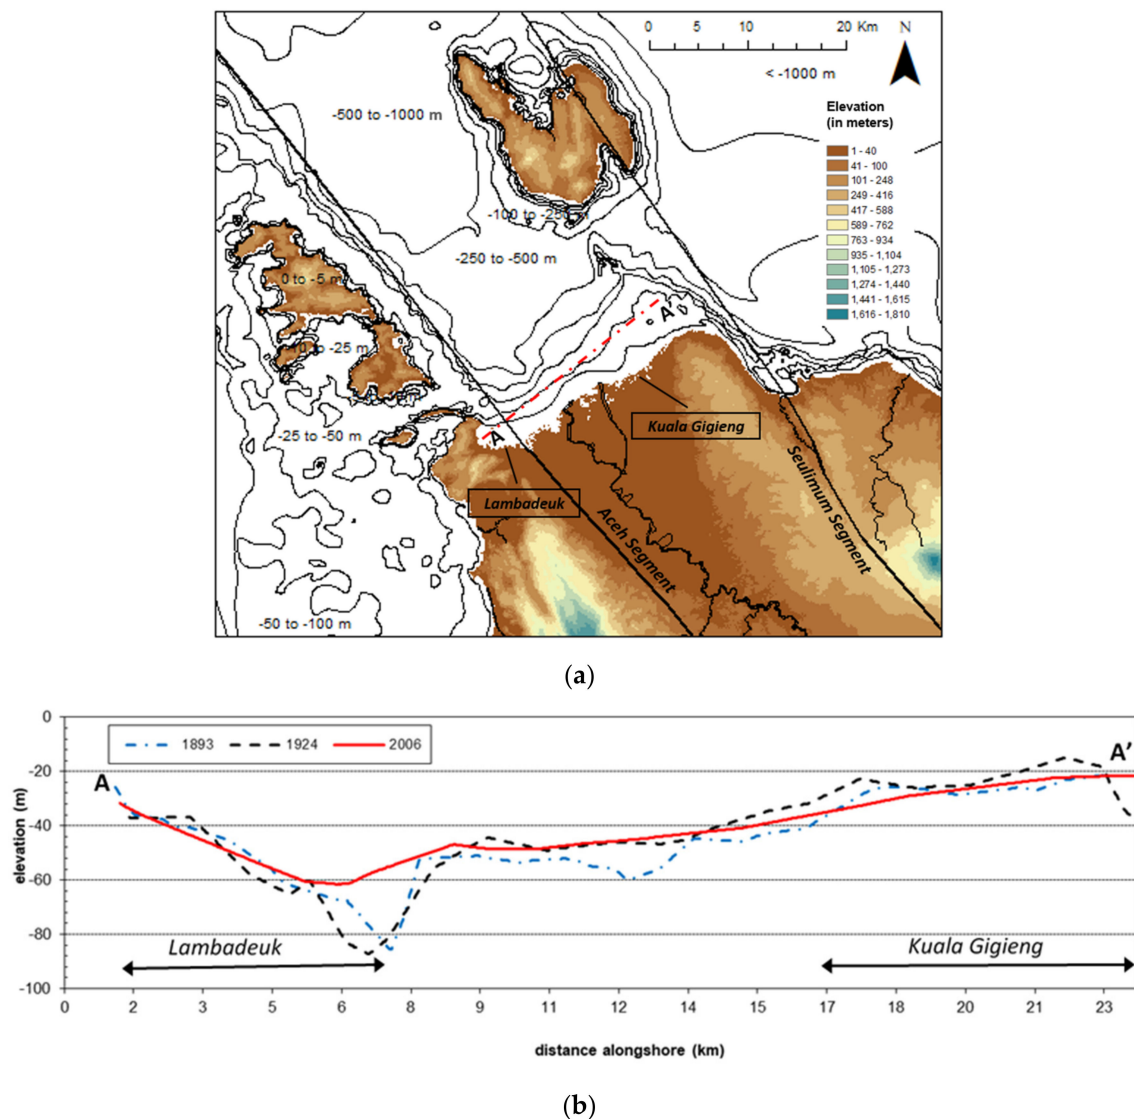 0 5 10 20 Km
N
< -1000 m
-500 to -1000 m
Elevation
(in meters)
1 - 40
41 - 100
101 - 248
249 - 416
417 - 588
589 - 762
763 - 934
935 - 1,104
1,105 - 1,273
1,274 - 1,440
1,441 - 1,615
1,616 - 1,810
-100 to -250 m
-250 to -500 m
0 to -5 m
to -25 m
A'
-25 to -50 m
A
Kuala Gigieng
Lambadeuk
Aceh Segment
Seulimum Segment
-50 to -100 m
(a)
0
-20
-40
-60
-80
-100
elevation (m)
1893 1924 2006
A
A'
Lambadeuk
Kuala Gigieng
0 2 3 5 6 8 9 11 12 14 15 17 18 20 21 23
distance alongshore (km)
(b)